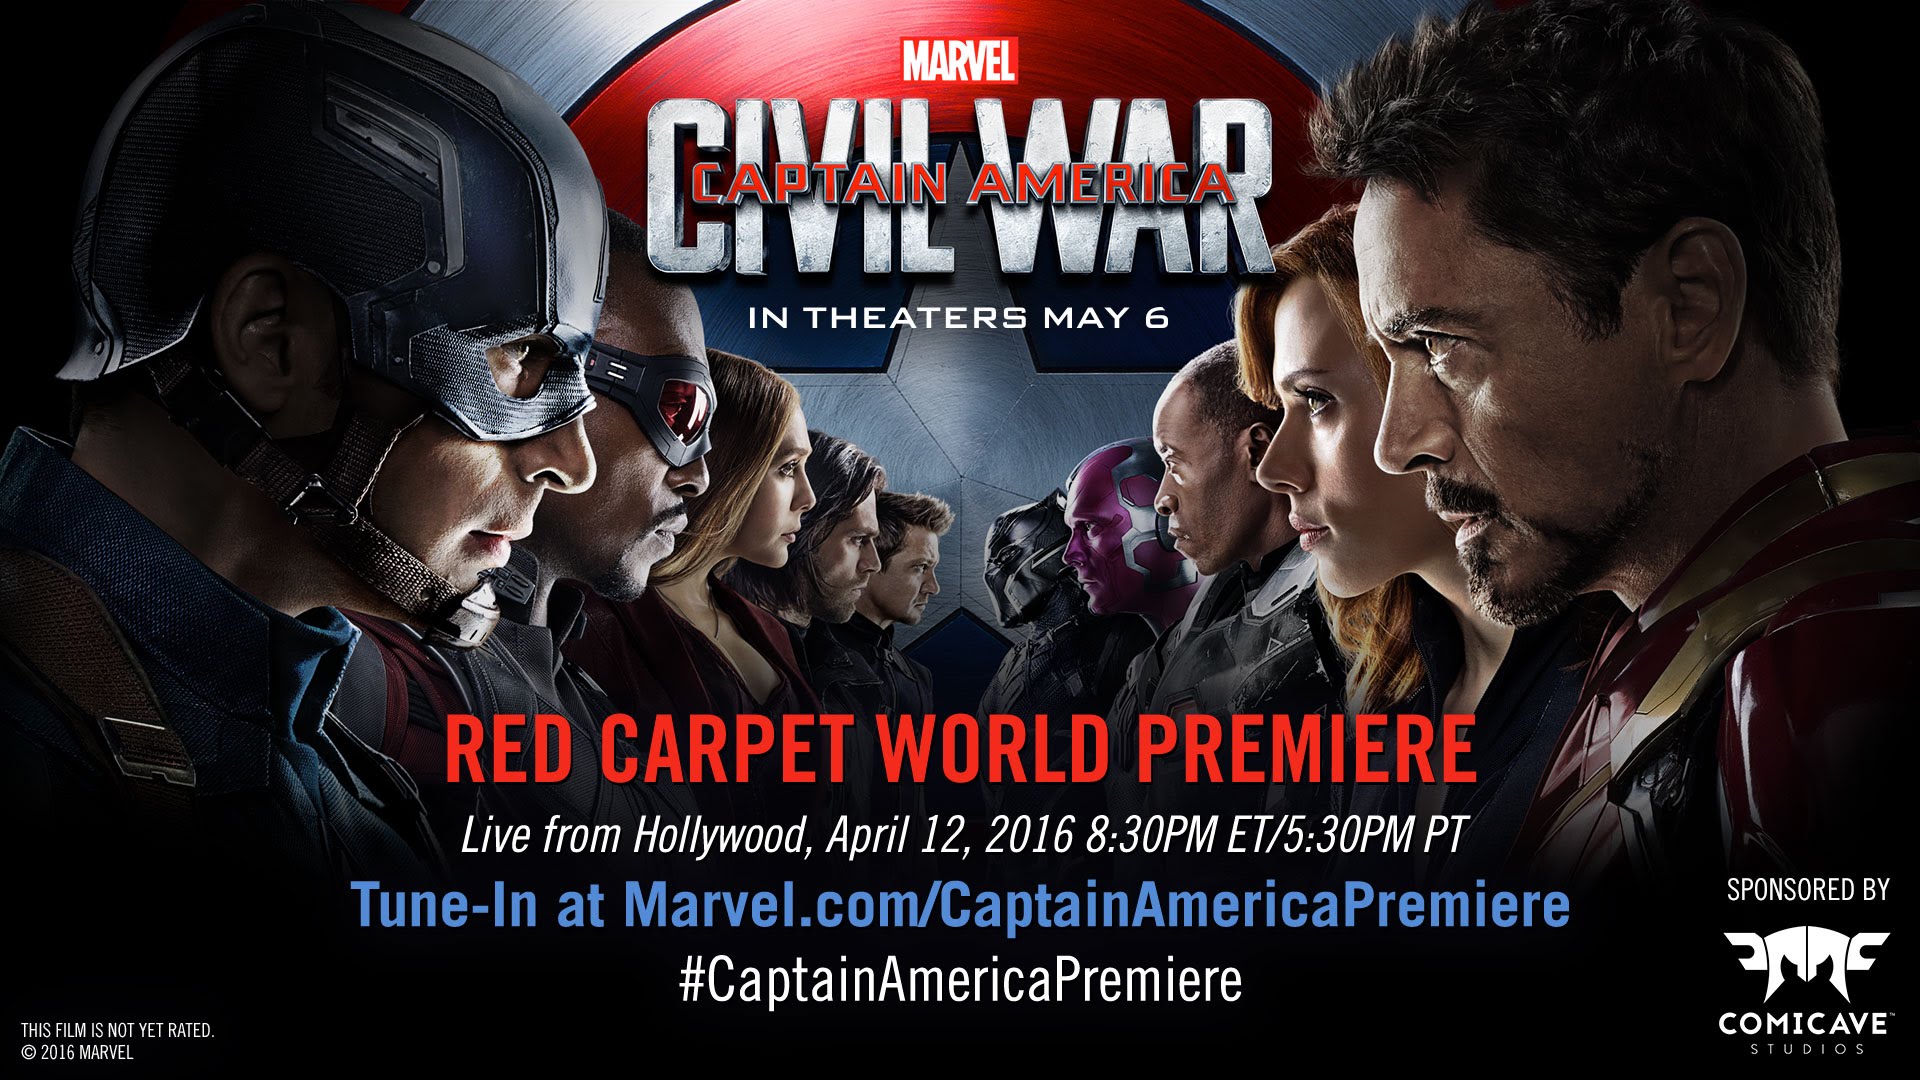 MARVEL
CIVIL WAR
CAPTAIN AMERICA
IN THEATERS MAY 6
RED CARPET WORLD PREMIERE
Live from Hollywood, April 12, 2016 8:30PM ET/5:30PM PT
Tune-In at Marvel.com/CaptainAmericaPremiere
#CaptainAmericaPremiere
SPONSORED BY
COMICAVE™
STUDIOS
THIS FILM IS NOT YET RATED.
© 2016 MARVEL